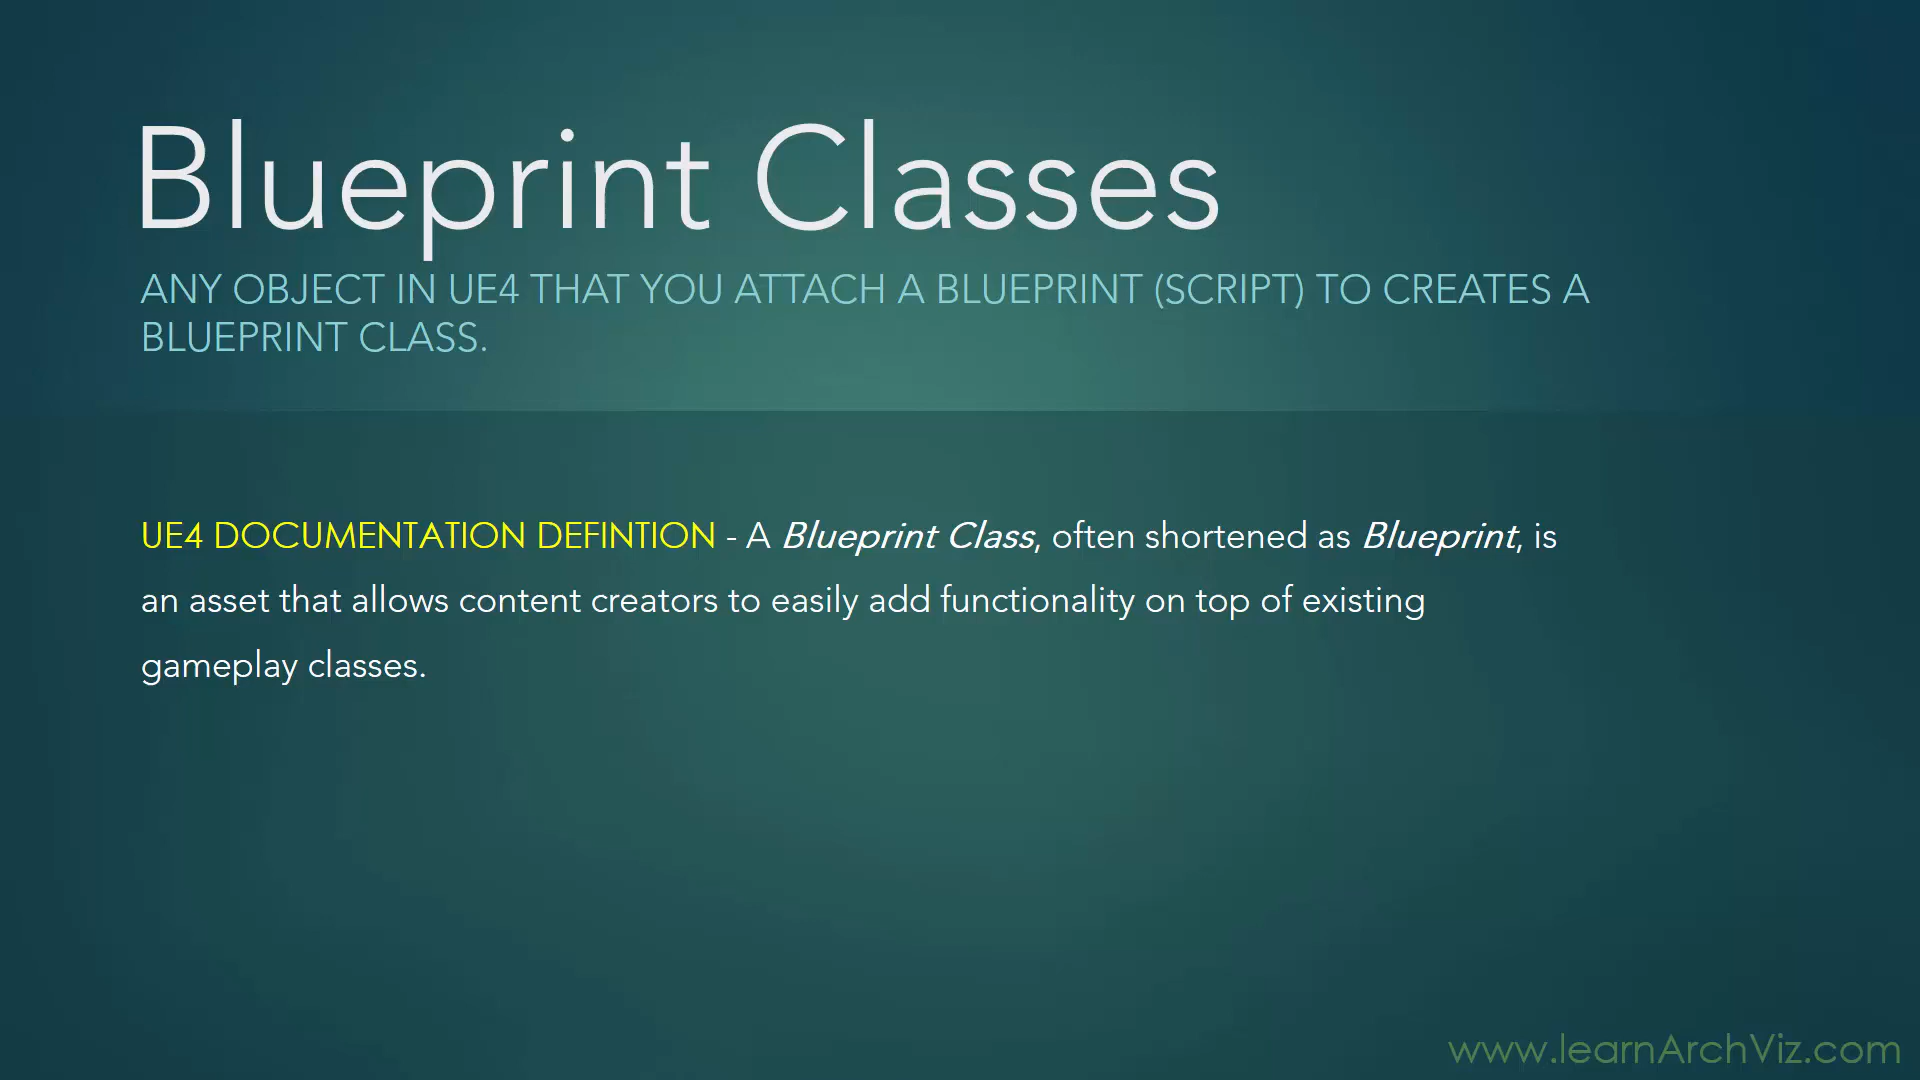 Blueprint Classes
ANY OBJECT IN UE4 THAT YOU ATTACH A BLUEPRINT (SCRIPT) TO CREATES A
BLUEPRINT CLASS.
UE4 DOCUMENTATION DEFINTION - A Blueprint Class, often shortened as Blueprint, is
an asset that allows content creators to easily add functionality on top of existing
gameplay classes.
www.learnArchViz.com